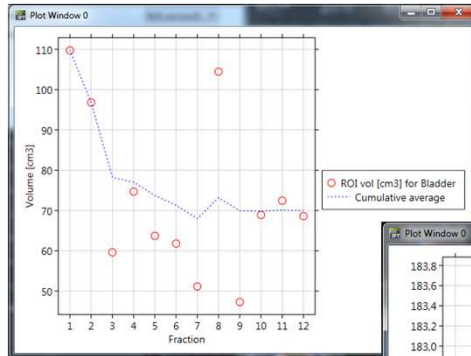 Plot Window 0
110
100
90
80
70
60
50
Volume [cm3]
1 2 3 4 5 6 7 8 9 10 11 12
Fraction
ROI vol [cm3] for Bladder
Cumulative average
Plot Window 0
183.8
183.6
183.4
183.2
183.0